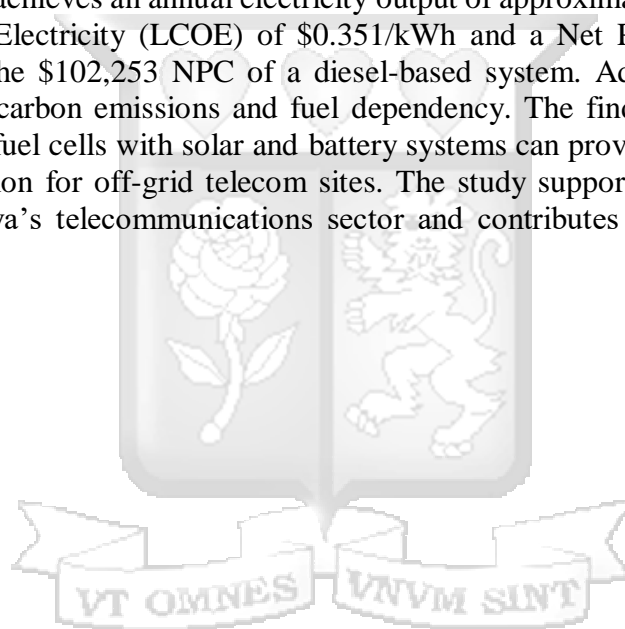 achieves an annual electricity output of approxima
Electricity (LCOE) of $0.351/kWh and a Net P
he $102,253 NPC of a diesel-based system. Ad
carbon emissions and fuel dependency. The find
fuel cells with solar and battery systems can prov
ion for off-grid telecom sites. The study suppor
ya's telecommunications sector and contributes
VT OMNES VNVM SINT